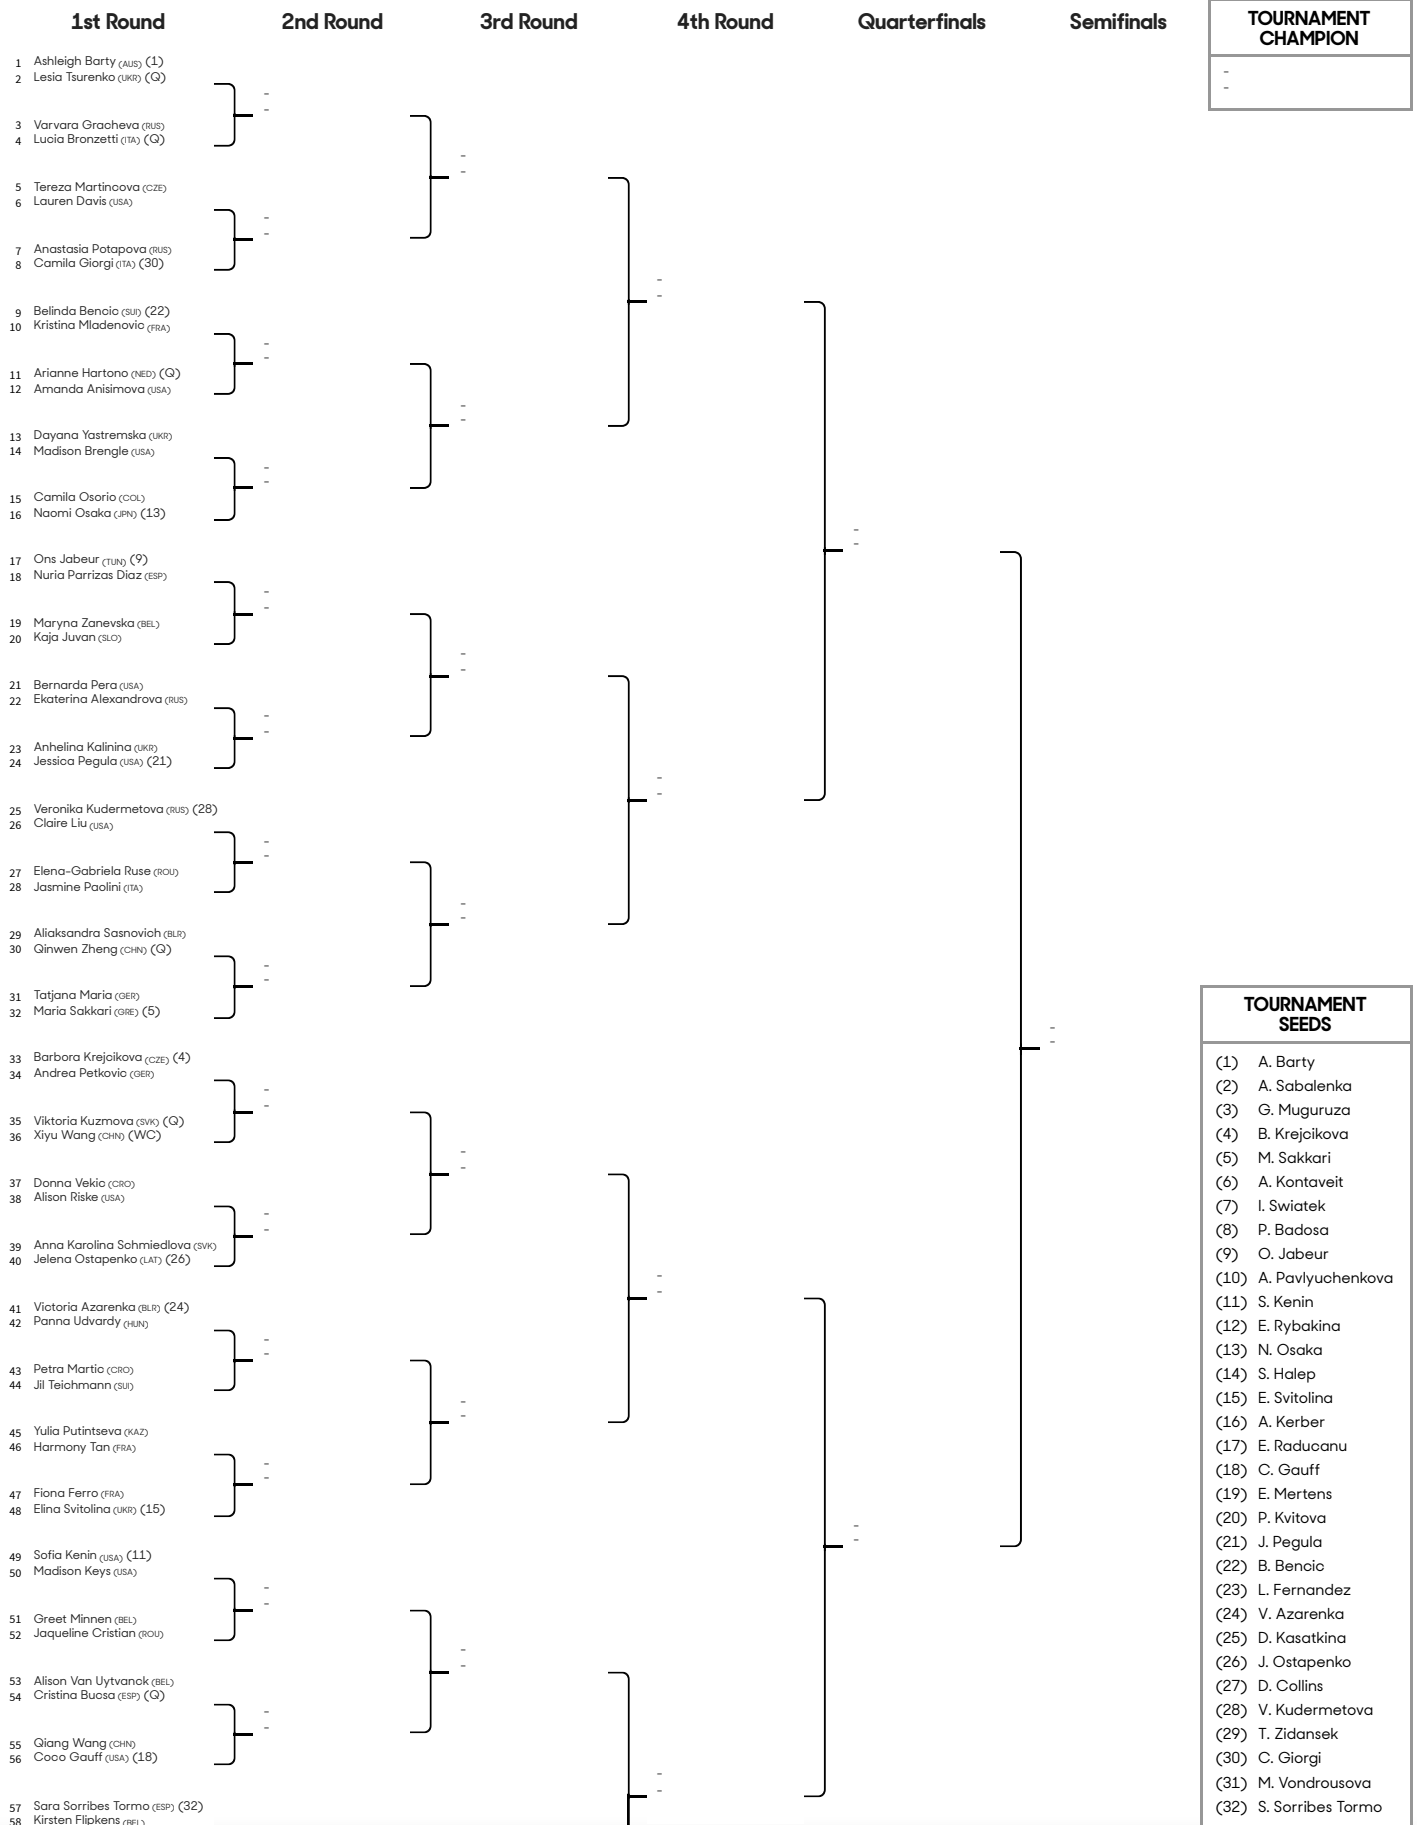 1st Round
2nd Round
3rd Round
4th Round
Quarterfinals
Semifinals
TOURNAMENT
CHAMPION
-
-
1 Ashleigh Barty (AUS) (1)
2 Lesia Tsurenko (UKR) (Q)
3 Varvara Gracheva (RUS)
4 Lucia Bronzetti (ITA) (Q)
5 Tereza Martincova (CZE)
6 Lauren Davis (USA)
7 Anastasia Potapova (RUS)
8 Camila Giorgi (ITA) (30)
9 Belinda Bencic (SUI) (22)
10 Kristina Mladenovic (FRA)
11 Arianne Hartono (NED) (Q)
12 Amanda Anisimova (USA)
13 Dayana Yastremska (UKR)
14 Madison Brengle (USA)
15 Camila Osorio (COL)
16 Naomi Osaka (JPN) (13)
17 Ons Jabeur (TUN) (9)
18 Nuria Parrizas Diaz (ESP)
19 Maryna Zanevska (BEL)
20 Kaja Juvan (SLO)
21 Bernarda Pera (USA)
22 Ekaterina Alexandrova (RUS)
23 Anhelina Kalinina (UKR)
24 Jessica Pegula (USA) (21)
25 Veronika Kudermetova (RUS) (28)
26 Claire Liu (USA)
27 Elena-Gabriela Ruse (ROU)
28 Jasmine Paolini (ITA)
29 Aliaksandra Sasnovich (BLR)
30 Qinwen Zheng (CHN) (Q)
31 Tatjana Maria (GER)
32 Maria Sakkari (GRE) (5)
33 Barbora Krejcikova (CZE) (4)
34 Andrea Petkovic (GER)
35 Viktoria Kuzmova (SVK) (Q)
36 Xiyu Wang (CHN) (WC)
37 Donna Vekic (CRO)
38 Alison Riske (USA)
39 Anna Karolina Schmiedlova (SVK)
40 Jelena Ostapenko (LAT) (26)
41 Victoria Azarenka (BLR) (24)
42 Panna Udvardy (HUN)
43 Petra Martic (CRO)
44 Jil Teichmann (SUI)
45 Yulia Putintseva (KAZ)
46 Harmony Tan (FRA)
47 Fiona Ferro (FRA)
48 Elina Svitolina (UKR) (15)
49 Sofia Kenin (USA) (11)
50 Madison Keys (USA)
51 Greet Minnen (BEL)
52 Jaqueline Cristian (ROU)
53 Alison Van Uytvanck (BEL)
54 Cristina Bucsa (ESP) (Q)
55 Qiang Wang (CHN)
56 Coco Gauff (USA) (18)
57 Sara Sorribes Tormo (ESP) (32)
58 Kirsten Flipkens (BEL)
TOURNAMENT
SEEDS
(1) A. Barty
(2) A. Sabalenka
(3) G. Muguruza
(4) B. Krejcikova
(5) M. Sakkari
(6) A. Kontaveit
(7) I. Swiatek
(8) P. Badosa
(9) O. Jabeur
(10) A. Pavlyuchenkova
(11) S. Kenin
(12) E. Rybakina
(13) N. Osaka
(14) S. Halep
(15) E. Svitolina
(16) A. Kerber
(17) E. Raducanu
(18) C. Gauff
(19) E. Mertens
(20) P. Kvitova
(21) J. Pegula
(22) B. Bencic
(23) L. Fernandez
(24) V. Azarenka
(25) D. Kasatkina
(26) J. Ostapenko
(27) D. Collins
(28) V. Kudermetova
(29) T. Zidansek
(30) C. Giorgi
(31) M. Vondrousova
(32) S. Sorribes Tormo